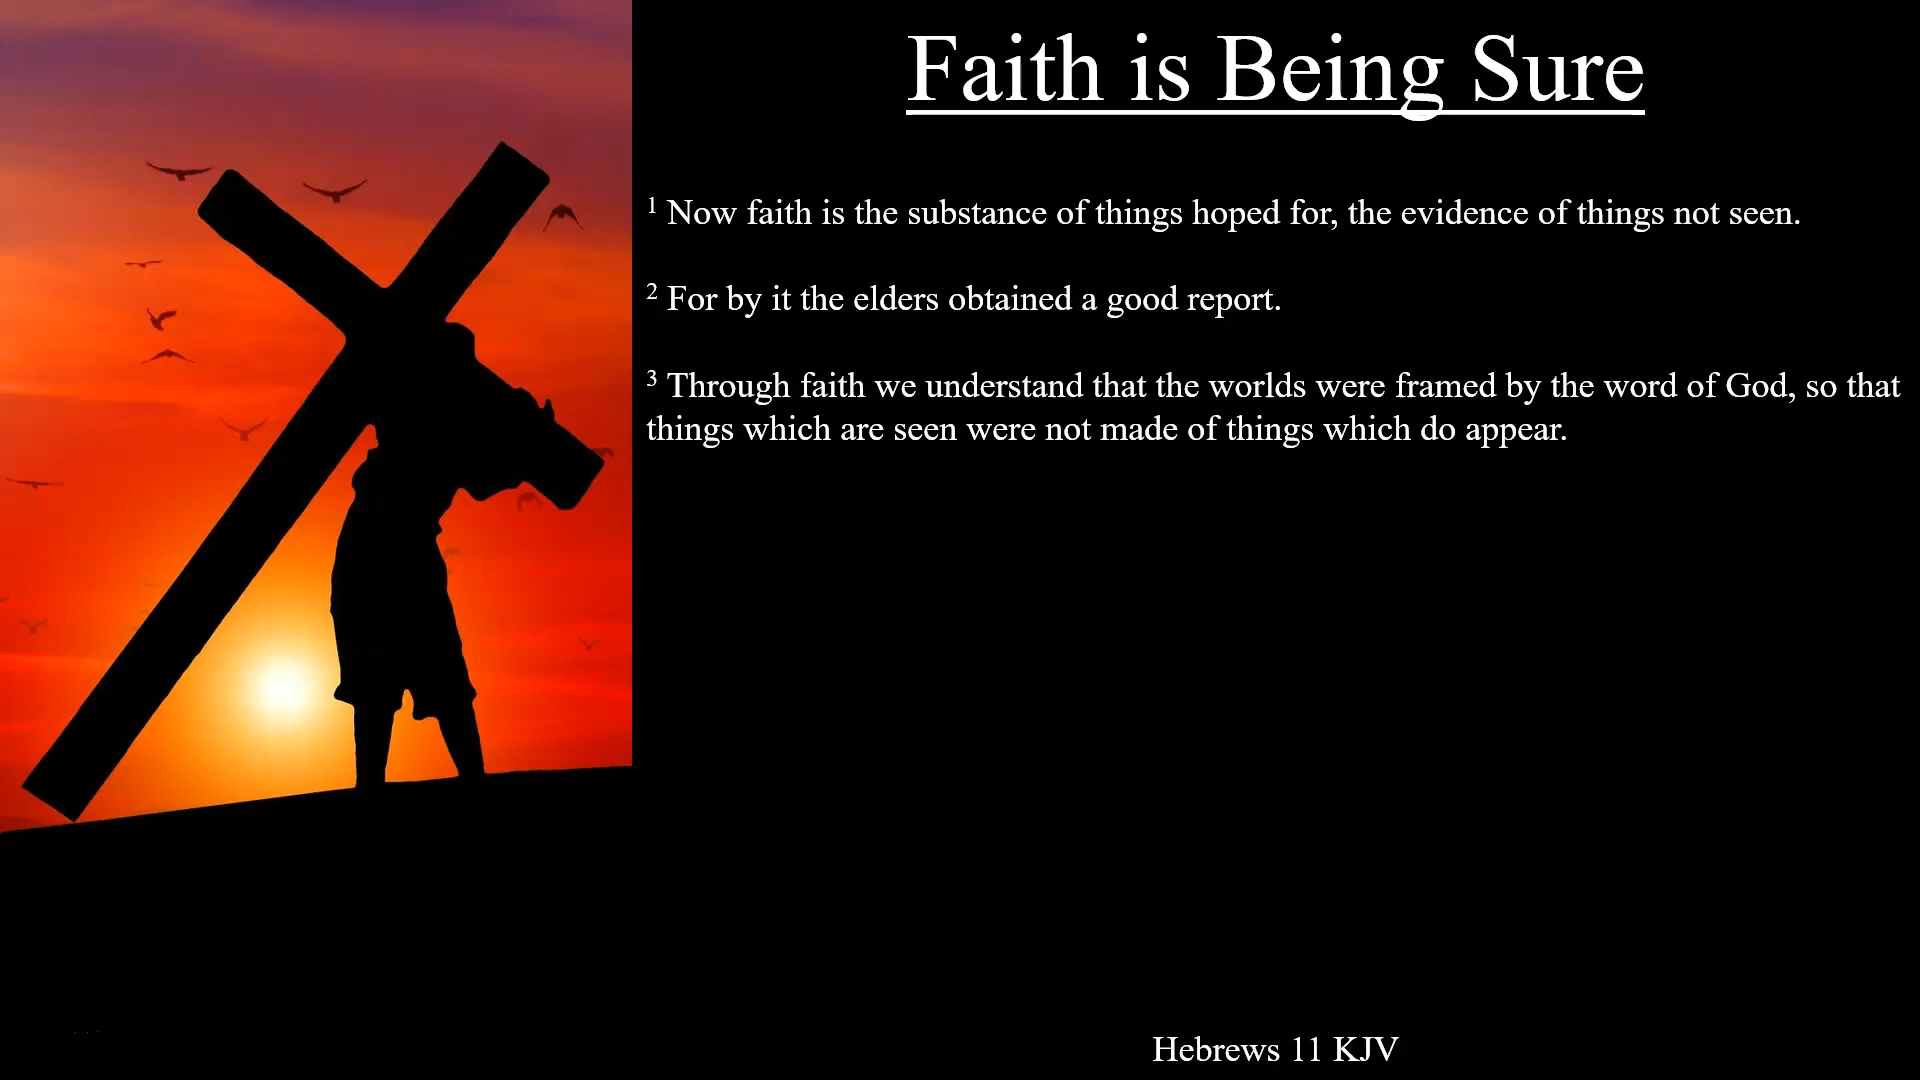 Faith is Being Sure
1 Now faith is the substance of things hoped for, the evidence of things not seen.
2 For by it the elders obtained a good report.
3 Through faith we understand that the worlds were framed by the word of God, so that
things which are seen were not made of things which do appear.
Hebrews 11 KJV